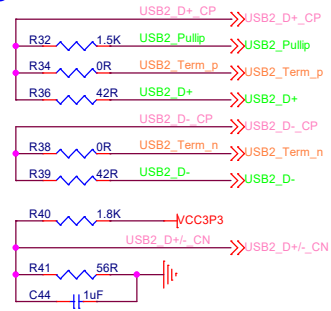 USB2_D+_CP USB2_D+_CP
R32 1.5K USB2_Pullip USB2_Pullip
R34 0R USB2_Term_p USB2_Term_p
R36 42R USB2_D+ USB2_D+
USB2_D-_CP USB2_D-_CP
R38 0R USB2_Term_n USB2_Term_n
R39 42R USB2_D- USB2_D-
R40 1.8K VCC3P3
USB2_D+/-_CN USB2_D+/-_CN
R41 56R
C44 1uF